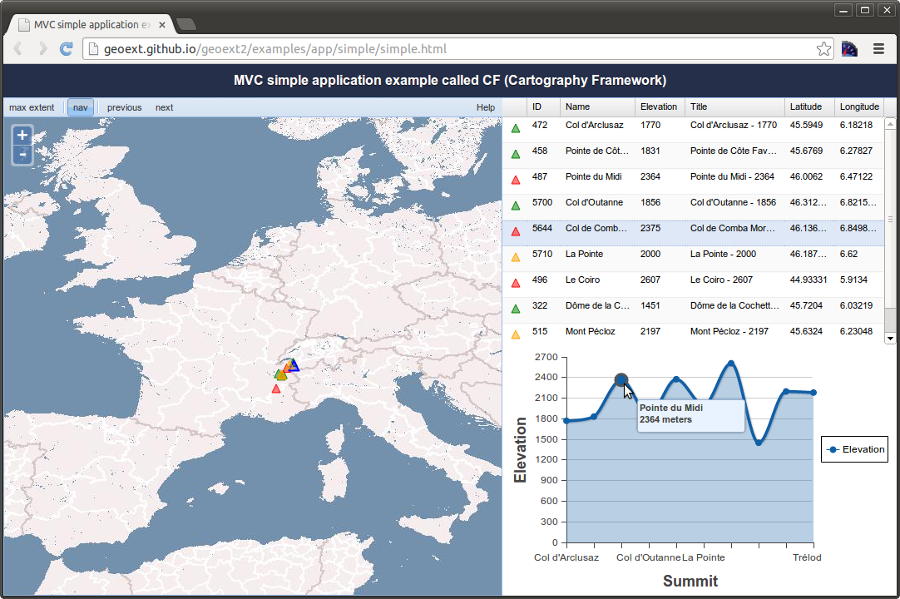 MVC simple application e
geoext.github.io/geoext2/examples/app/simple/simple.html
MVC simple application example called CF (Cartography Framework)
max extent nav previous next Help
+
-
ID Name Elevation Title Latitude Longitude
472 Col d'Arclusaz 1770 Col d'Arclusaz - 1770 45.5949 6.18218
458 Pointe de Côt... 1831 Pointe de Côte Fav... 45.6769 6.27827
487 Pointe du Midi 2364 Pointe du Midi - 2364 46.0062 6.47122
5700 Col d'Outanne 1856 Col d'Outanne - 1856 46.312... 6.8215...
5644 Col de Comb... 2375 Col de Comba Mor... 46.136... 6.8498...
5710 La Pointe 2000 La Pointe - 2000 46.187... 6.62
496 Le Coiro 2607 Le Coiro - 2607 44.93331 5.9134
322 Dôme de la C... 1451 Dôme de la Cochett... 45.7204 6.03219
515 Mont Pécloz 2197 Mont Pécloz - 2197 45.6324 6.23048
2700
2400
2100
1800
1500
1200
900
600
300
0
Elevation
Pointe du Midi
2364 meters
Elevation
Col d'Arclusaz Col d'Outanne La Pointe Trélod
Summit